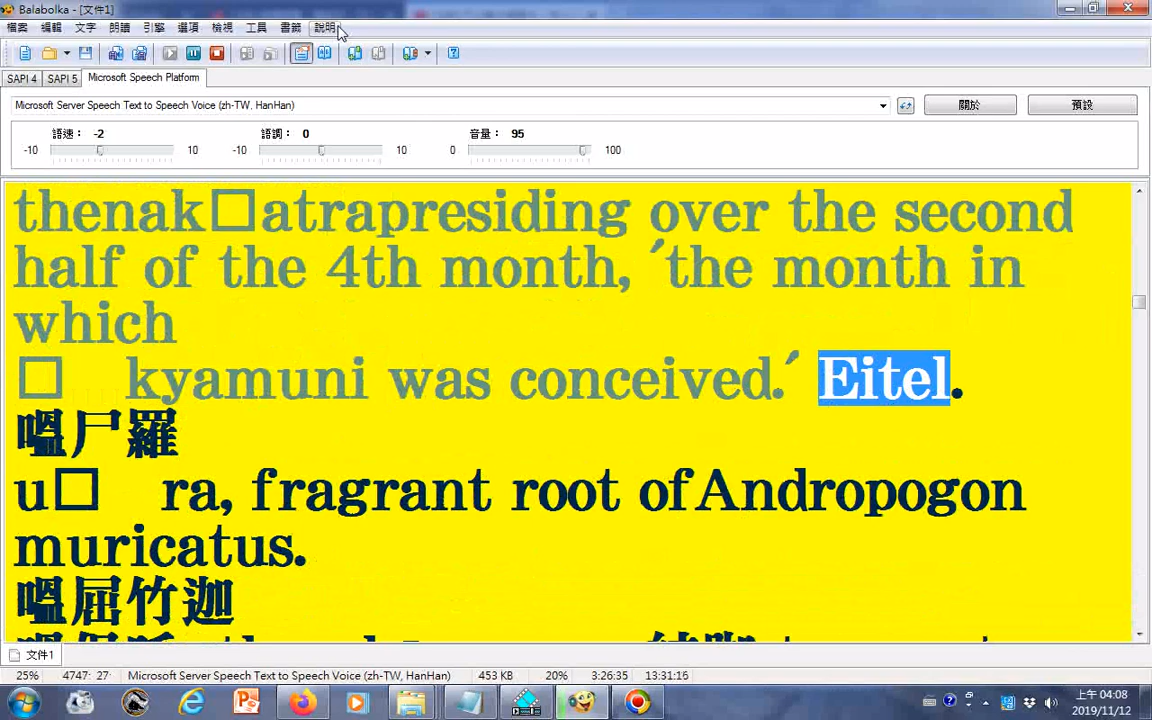 Balabolka - [文件1]
檔案 編輯 文字 朗讀 引擎 選項 檢視 工具 書籤 說明
SAPI 4 SAPI 5 Microsoft Speech Platform
Microsoft Server Speech Text to Speech Voice (zh-TW, HanHan) 關於 預設
語速： -2 語調： 0 音量： 95
-10 10 -10 10 0 100
thenak□atrapresiding over the second
half of the 4th month, ´the month in
which
□ kyamuni was conceived.´ Eitel.
嗢尸羅
u□ ra, fragrant root ofAndropogon
muricatus.
嗢屈竹迦
文件1
25% 4747: 27 Microsoft Server Speech Text to Speech Voice (zh-TW, HanHan) 453 KB 20% 3:26:35 13:31:16
上午 04:08
2019/11/12